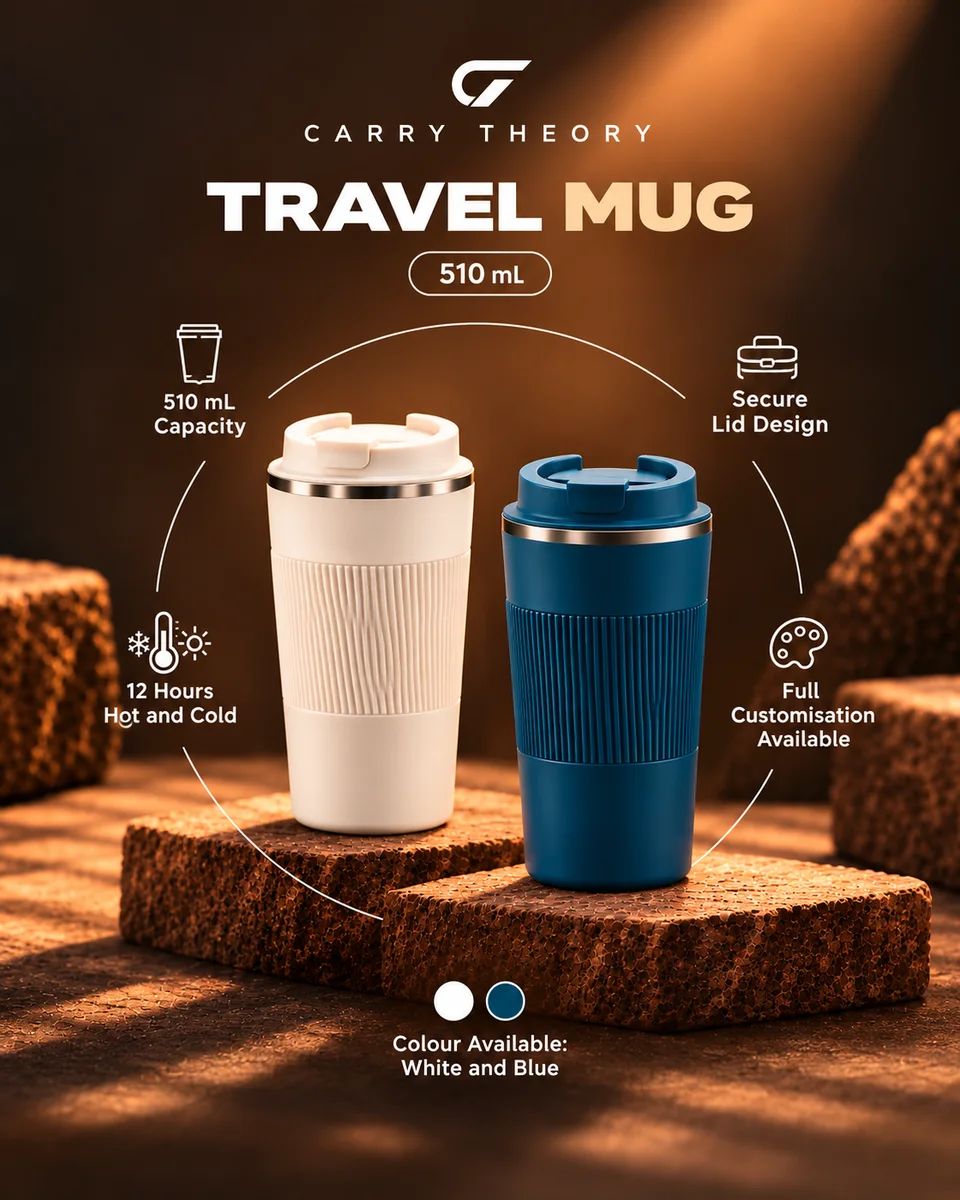 CARRY THEORY
TRAVEL MUG
510 mL
510 mL
Capacity
Secure
Lid Design
12 Hours
Hot and Cold
Full
Customisation
Available
Colour Available:
White and Blue